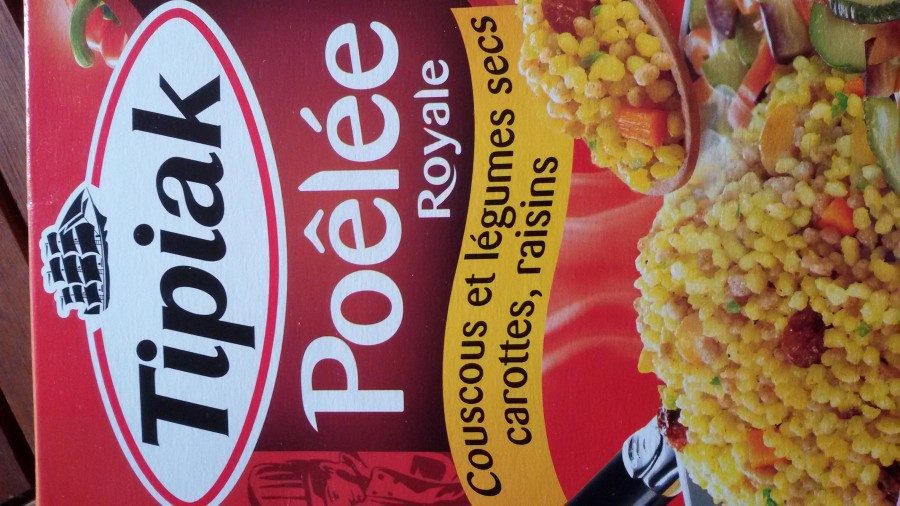 Tipiak
Poêlée
Royale
Couscous et légumes secs
carottes, raisins